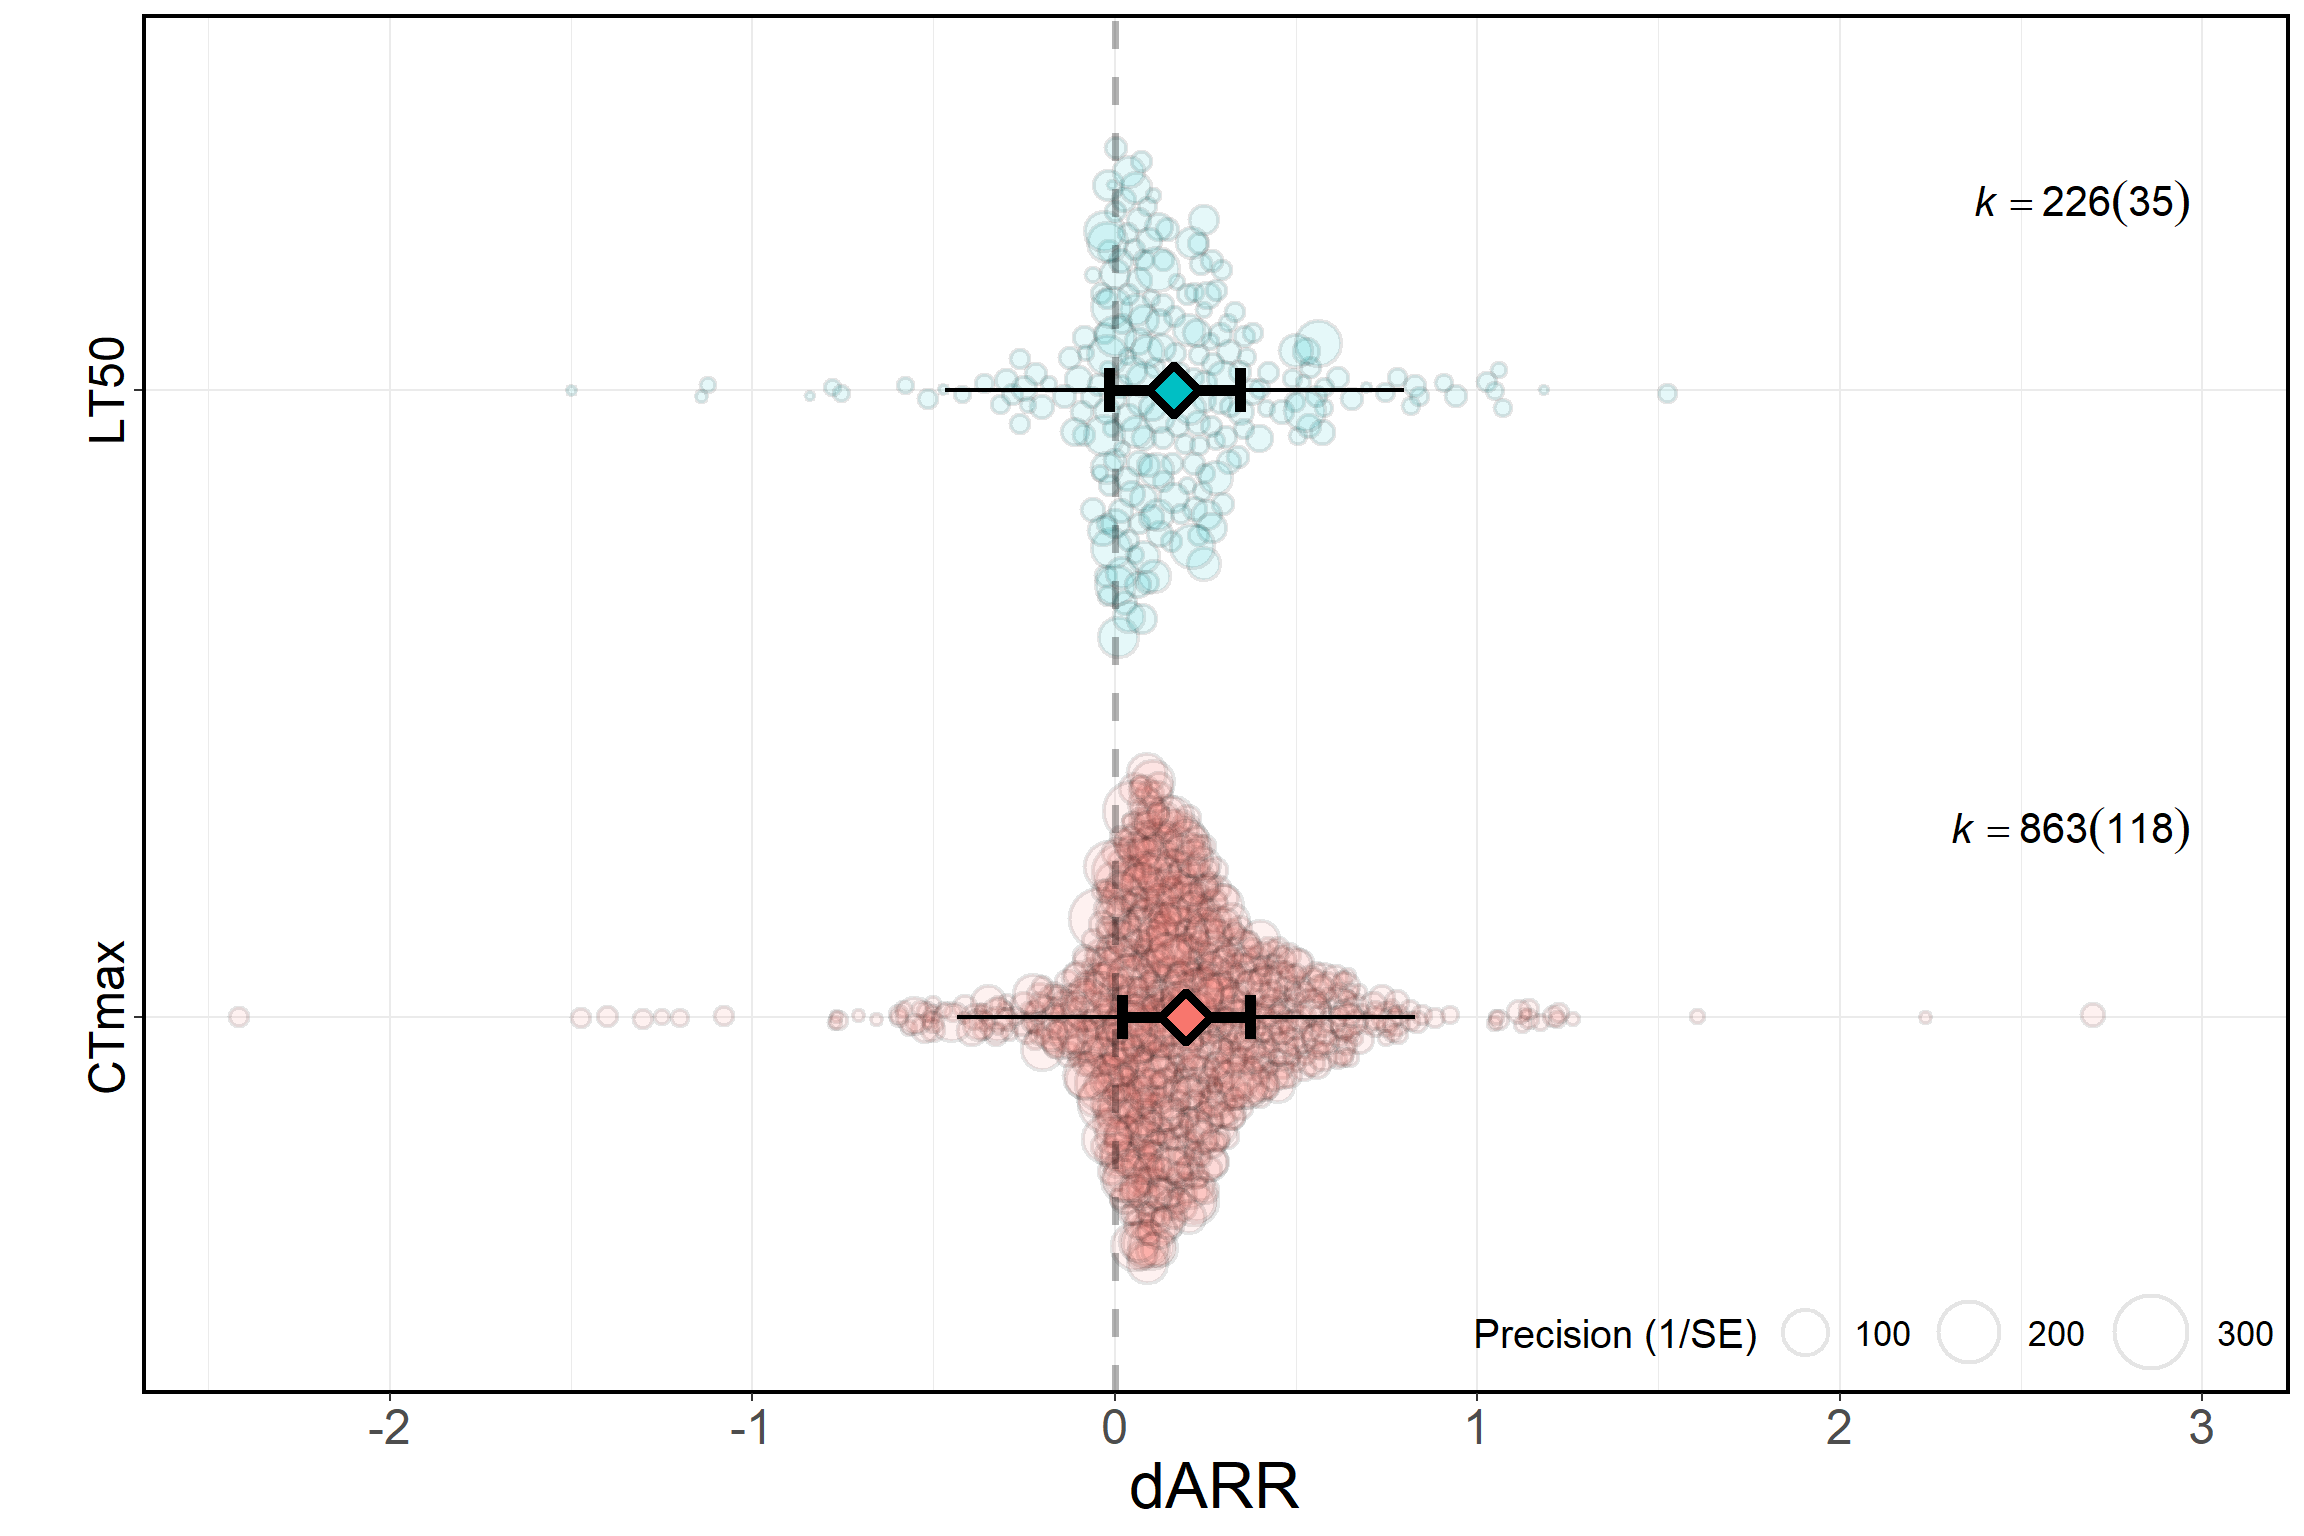 LT50
k = 226(35)
CTmax
k = 863(118)
Precision (1/SE) 100 200 300
-2 -1 0 1 2 3
dARR